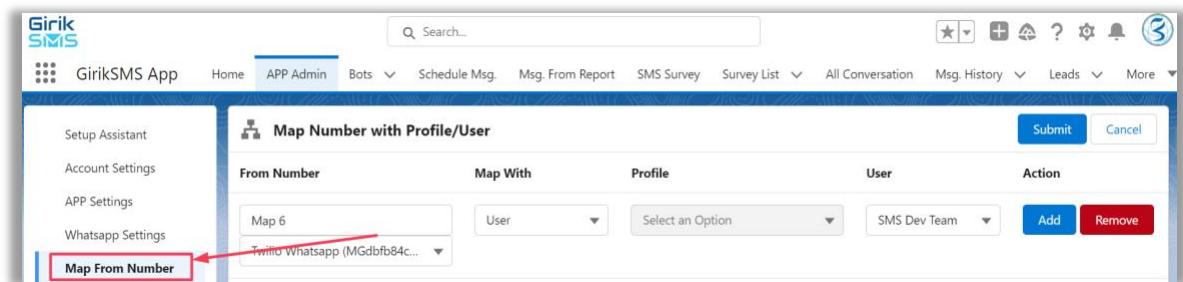 Girik
SMS
Search...
GirikSMS App Home APP Admin Bots Schedule Msg. Msg. From Report SMS Survey Survey List All Conversation Msg. History Leads More
Setup Assistant
Account Settings
APP Settings
Whatsapp Settings
Map From Number
Map Number with Profile/User Submit Cancel
From Number Map With Profile User Action
Map 6 User Select an Option SMS Dev Team Add Remove
Twilio Whatsapp (MGdbfb84c...